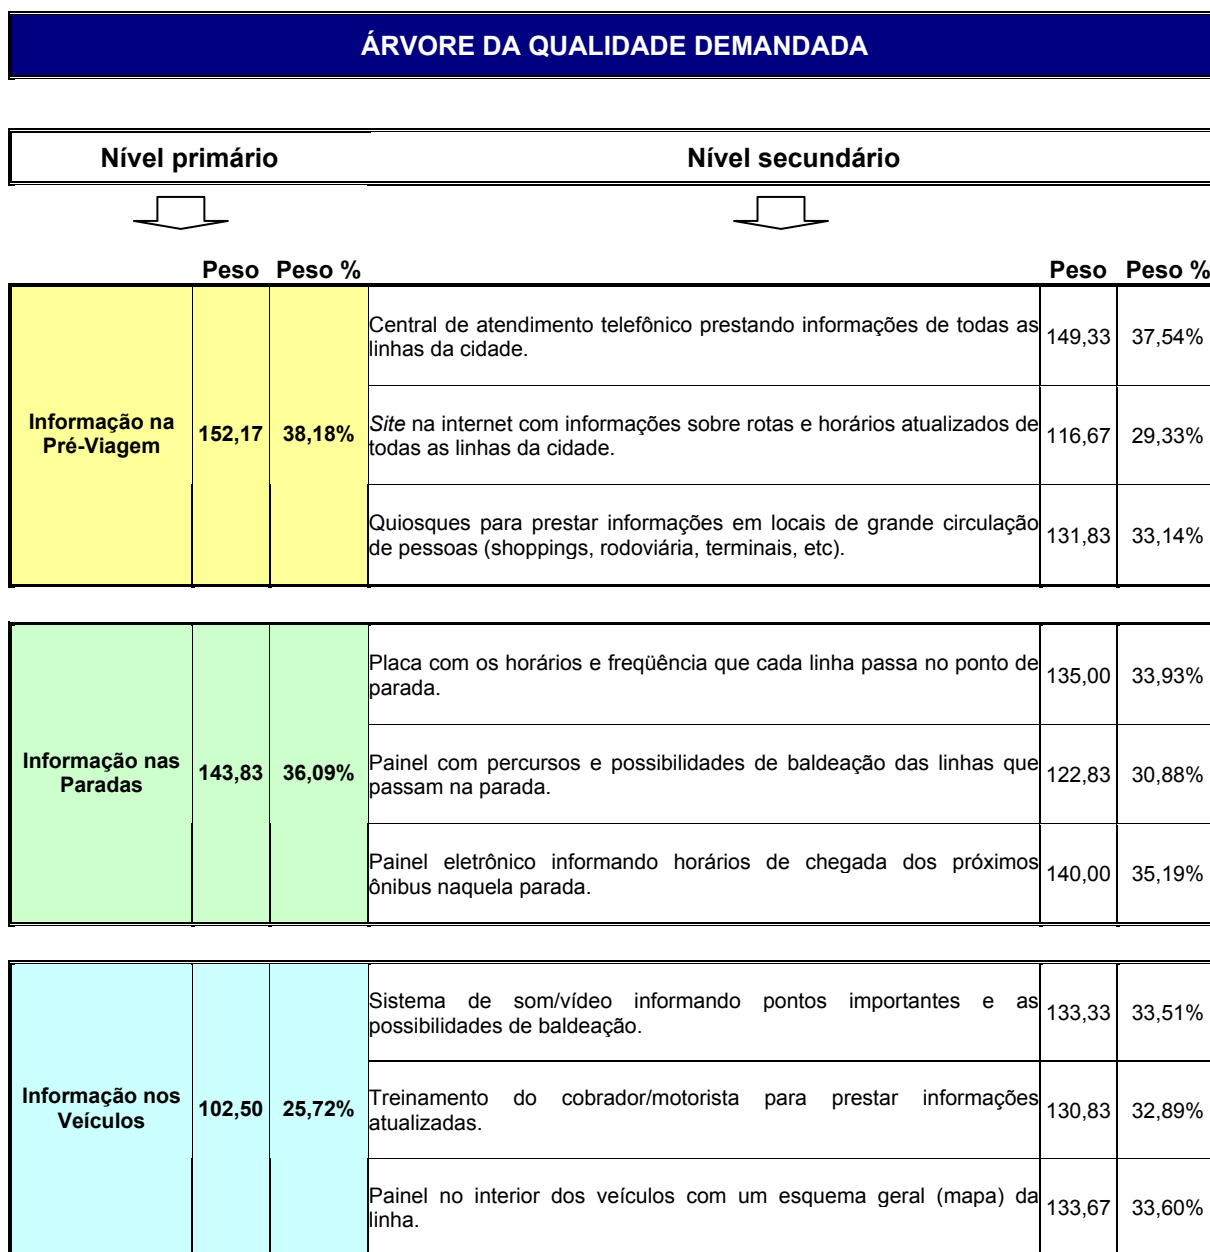 ÁRVORE DA QUALIDADE DEMANDADA
Nível primário
Nível secundário
Peso Peso %
Peso Peso %
Informação na
Pré-Viagem
152,17
38,18%
Central de atendimento telefônico prestando informações de todas as
linhas da cidade.
149,33
37,54%
Site na internet com informações sobre rotas e horários atualizados de
todas as linhas da cidade.
116,67
29,33%
Quiosques para prestar informações em locais de grande circulação
de pessoas (shoppings, rodoviária, terminais, etc).
131,83
33,14%
Informação nas
Paradas
143,83
36,09%
Placa com os horários e freqüência que cada linha passa no ponto de
parada.
135,00
33,93%
Painel com percursos e possibilidades de baldeação das linhas que
passam na parada.
122,83
30,88%
Painel eletrônico informando horários de chegada dos próximos
ônibus naquela parada.
140,00
35,19%
Informação nos
Veículos
102,50
25,72%
Sistema de som/vídeo informando pontos importantes e as
possibilidades de baldeação.
133,33
33,51%
Treinamento do cobrador/motorista para prestar informações
atualizadas.
130,83
32,89%
Painel no interior dos veículos com um esquema geral (mapa) da
linha.
133,67
33,60%